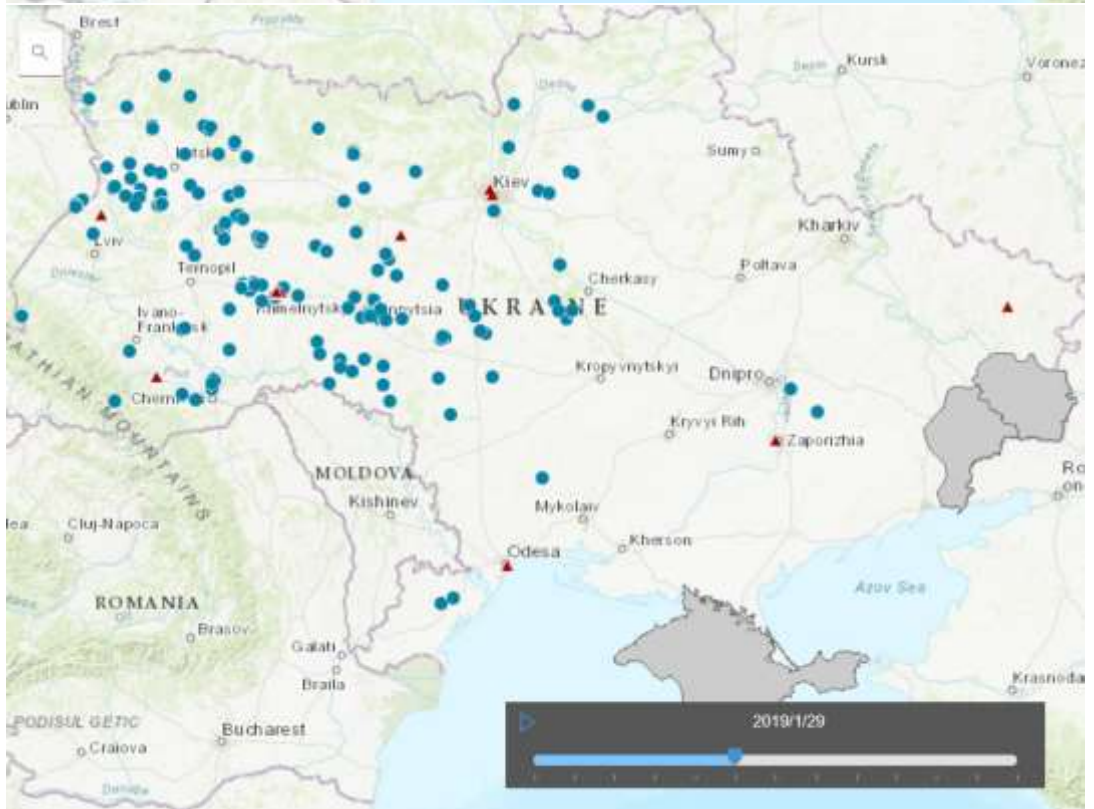 Brest
Kursk
Voronez
ublin
Desna
Sumy
Lutsk
Kiev
Kharkiv
Lviv
Dniester
Poltava
Cherkasy
Ternopil
UKRAINE
Ivano-
Frankivsk
Kropyvnytskyi
Dnipro
Kryvyi Rih
Zaporizhia
MOLDOVA
Kishinev
Mykolaiv
Cluj-Napoca
Kherson
Odesa
Azov Sea
ROMANIA
Brasov
Galati
Braila
Krasnoda
PODISUL GETIC
2019/1/29
Bucharest
Craiova